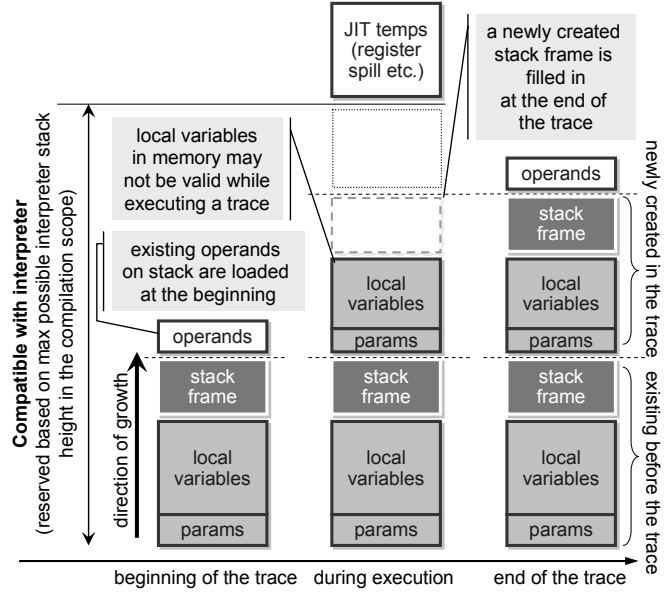 JIT temps
(register
spill etc.)
a newly created
stack frame is
filled in
at the end of
the trace
local variables
in memory may
not be valid while
executing a trace
existing operands
on stack are loaded
at the beginning
Compatible with interpreter
(reserved based on max possible interpreter stack
height in the compilation scope)
direction of growth
operands
stack
frame
local
variables
params
local
variables
params
stack
frame
local
variables
params
operands
stack
frame
local
variables
params
stack
frame
local
variables
params
newly created in the trace
existing before the trace
beginning of the trace
during execution
end of the trace